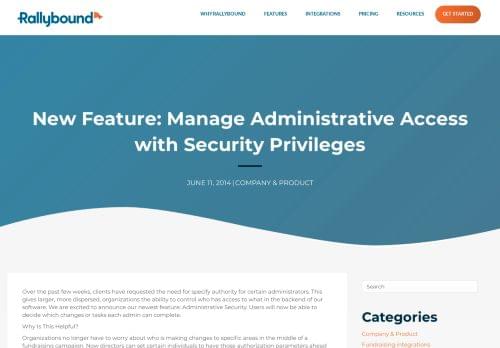 Rallybound
WHY RALLYBOUND
FEATURES
INTEGRATIONS
PRICING
RESOURCES
GET STARTED
New Feature: Manage Administrative Access
with Security Privileges
JUNE 11, 2014 | COMPANY & PRODUCT
Over the past few weeks, clients have requested the need for specify authority for certain administrators. This
gives larger, more dispersed, organizations the ability to control who has access to what in the backend of our
software. We are excited to announce our newest feature: Administrative Security. Users will now be able to
decide which changes or tasks each admin can complete.
Why Is This Helpful?
Organizations no longer have to worry about who is making changes to specific areas in the middle of a
fundraising campaign. Now directors can set certain individuals to have those authorization parameters ahead
Search
Categories
Company & Product
Fundraising Integrations